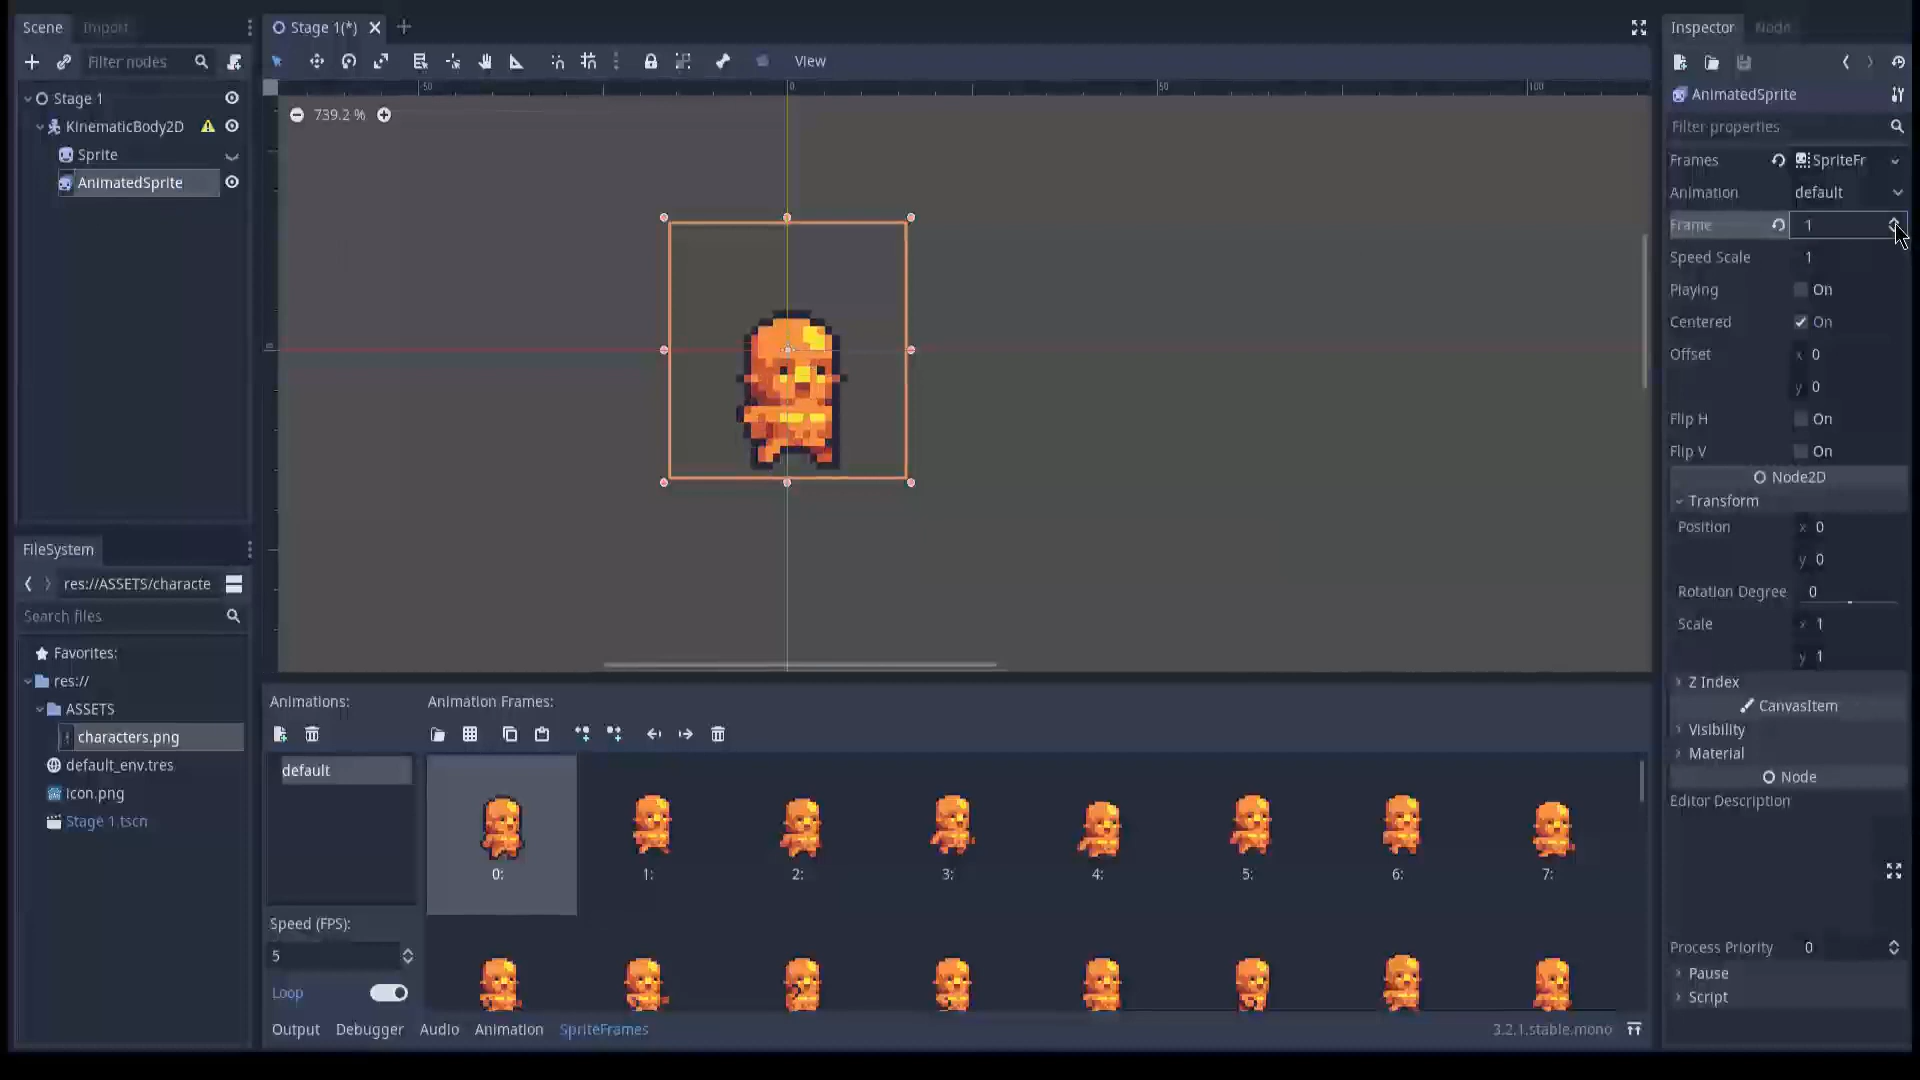 Scene Import
Filter nodes
Stage 1
KinematicBody2D
Sprite
AnimatedSprite
FileSystem
res://ASSETS/characte
Search files
Favorites:
res://
ASSETS
characters.png
default_env.tres
icon.png
Stage 1.tscn
Stage 1(*)
View
50 0 50 100
0
739.2 %
Animations:
default
Speed (FPS):
5
Loop
Animation Frames:
0: 1: 2: 3: 4: 5: 6: 7:
Output Debugger Audio Animation SpriteFrames 3.2.1.stable.mono
Inspector Node
AnimatedSprite
Filter properties
Frames SpriteFr
Animation default
Frame 1
Speed Scale 1
Playing On
Centered On
Offset x 0
y 0
Flip H On
Flip V On
Node2D
Transform
Position x 0
y 0
Rotation Degree 0
Scale x 1
y 1
Z Index
CanvasItem
Visibility
Material
Node
Editor Description
Process Priority 0
Pause
Script